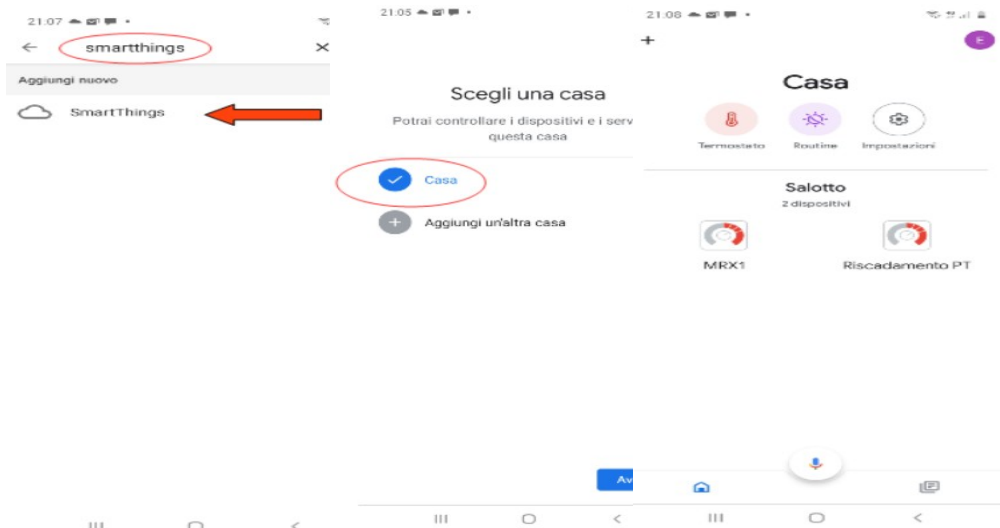 21.07
smartthings
Aggiungi nuovo
SmartThings
21.05
Scegli una casa
Potrai controllare i dispositivi e i serv
questa casa
Casa
Aggiungi un'altra casa
Av
21.08
E
Casa
Termostato Routine Impostazioni
Salotto
2 dispositivi
MRX1 Riscadamento PT